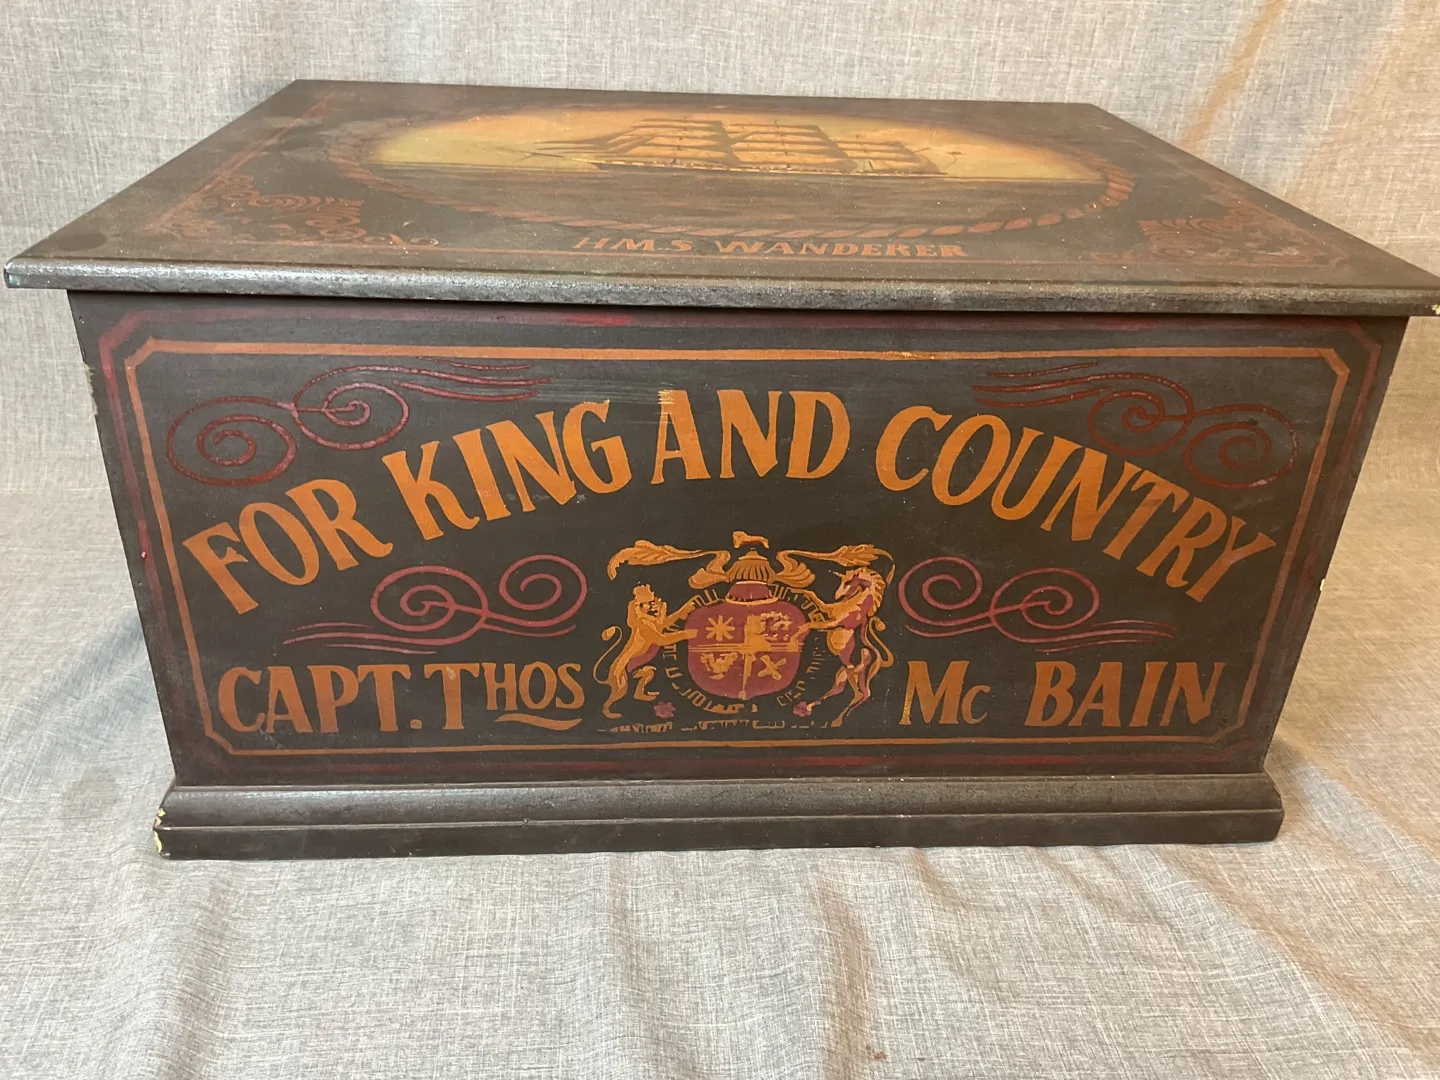 H.M.S. WANDERER
FOR KING AND COUNTRY
CAPT. THOS Mc BAIN